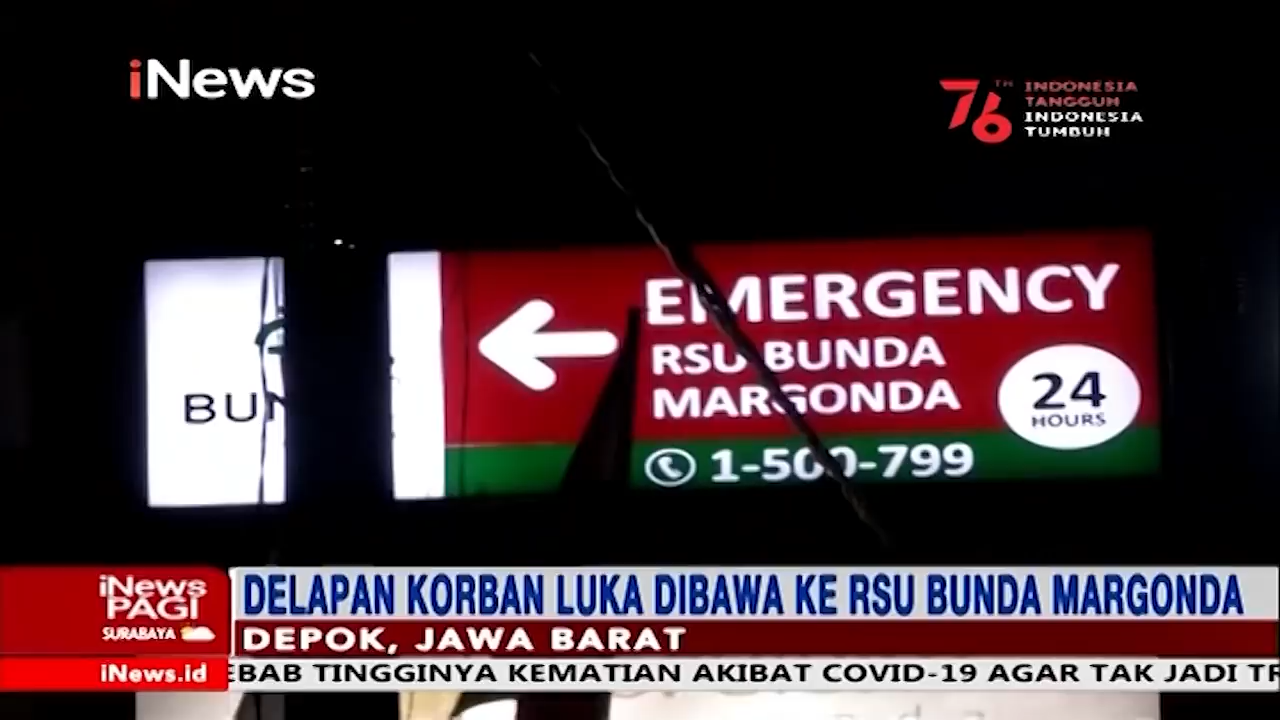 iNews
76 TH INDONESIA
TANGGUH
INDONESIA
TUMBUH
EMERGENCY
RSU BUNDA
MARGONDA
24
HOURS
1-500-799
iNews
PAGI
SURABAYA
DELAPAN KORBAN LUKA DIBAWA KE RSU BUNDA MARGONDA
DEPOK, JAWA BARAT
iNews.id
EBAB TINGGINYA KEMATIAN AKIBAT COVID-19 AGAR TAK JADI TR